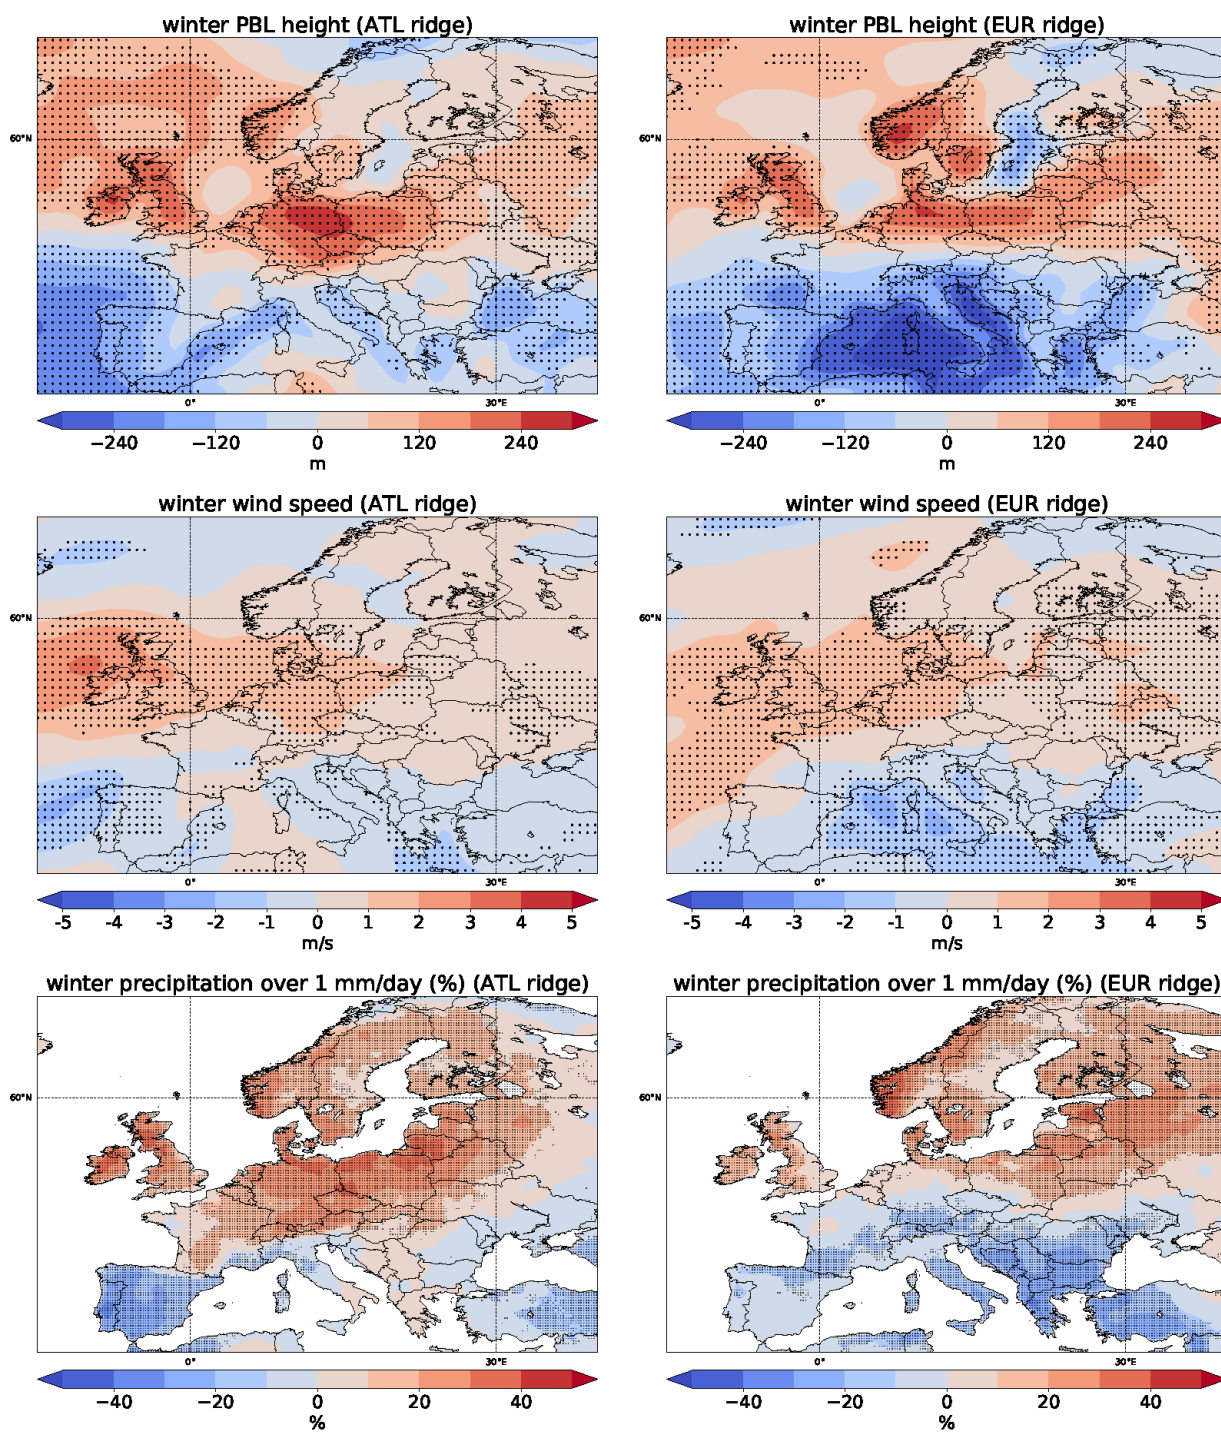 winter PBL height (ATL ridge)
winter PBL height (EUR ridge)
60°N
60°N
0°
30°E
0°
30°E
−240 −120 0 120 240
m
−240 −120 0 120 240
m
winter wind speed (ATL ridge)
winter wind speed (EUR ridge)
60°N
60°N
0°
30°E
0°
30°E
-5 -4 -3 -2 -1 0 1 2 3 4 5
m/s
-5 -4 -3 -2 -1 0 1 2 3 4 5
m/s
winter precipitation over 1 mm/day (%) (ATL ridge)
winter precipitation over 1 mm/day (%) (EUR ridge)
60°N
60°N
0°
30°E
0°
30°E
−40 −20 0 20 40
%
−40 −20 0 20 40
%